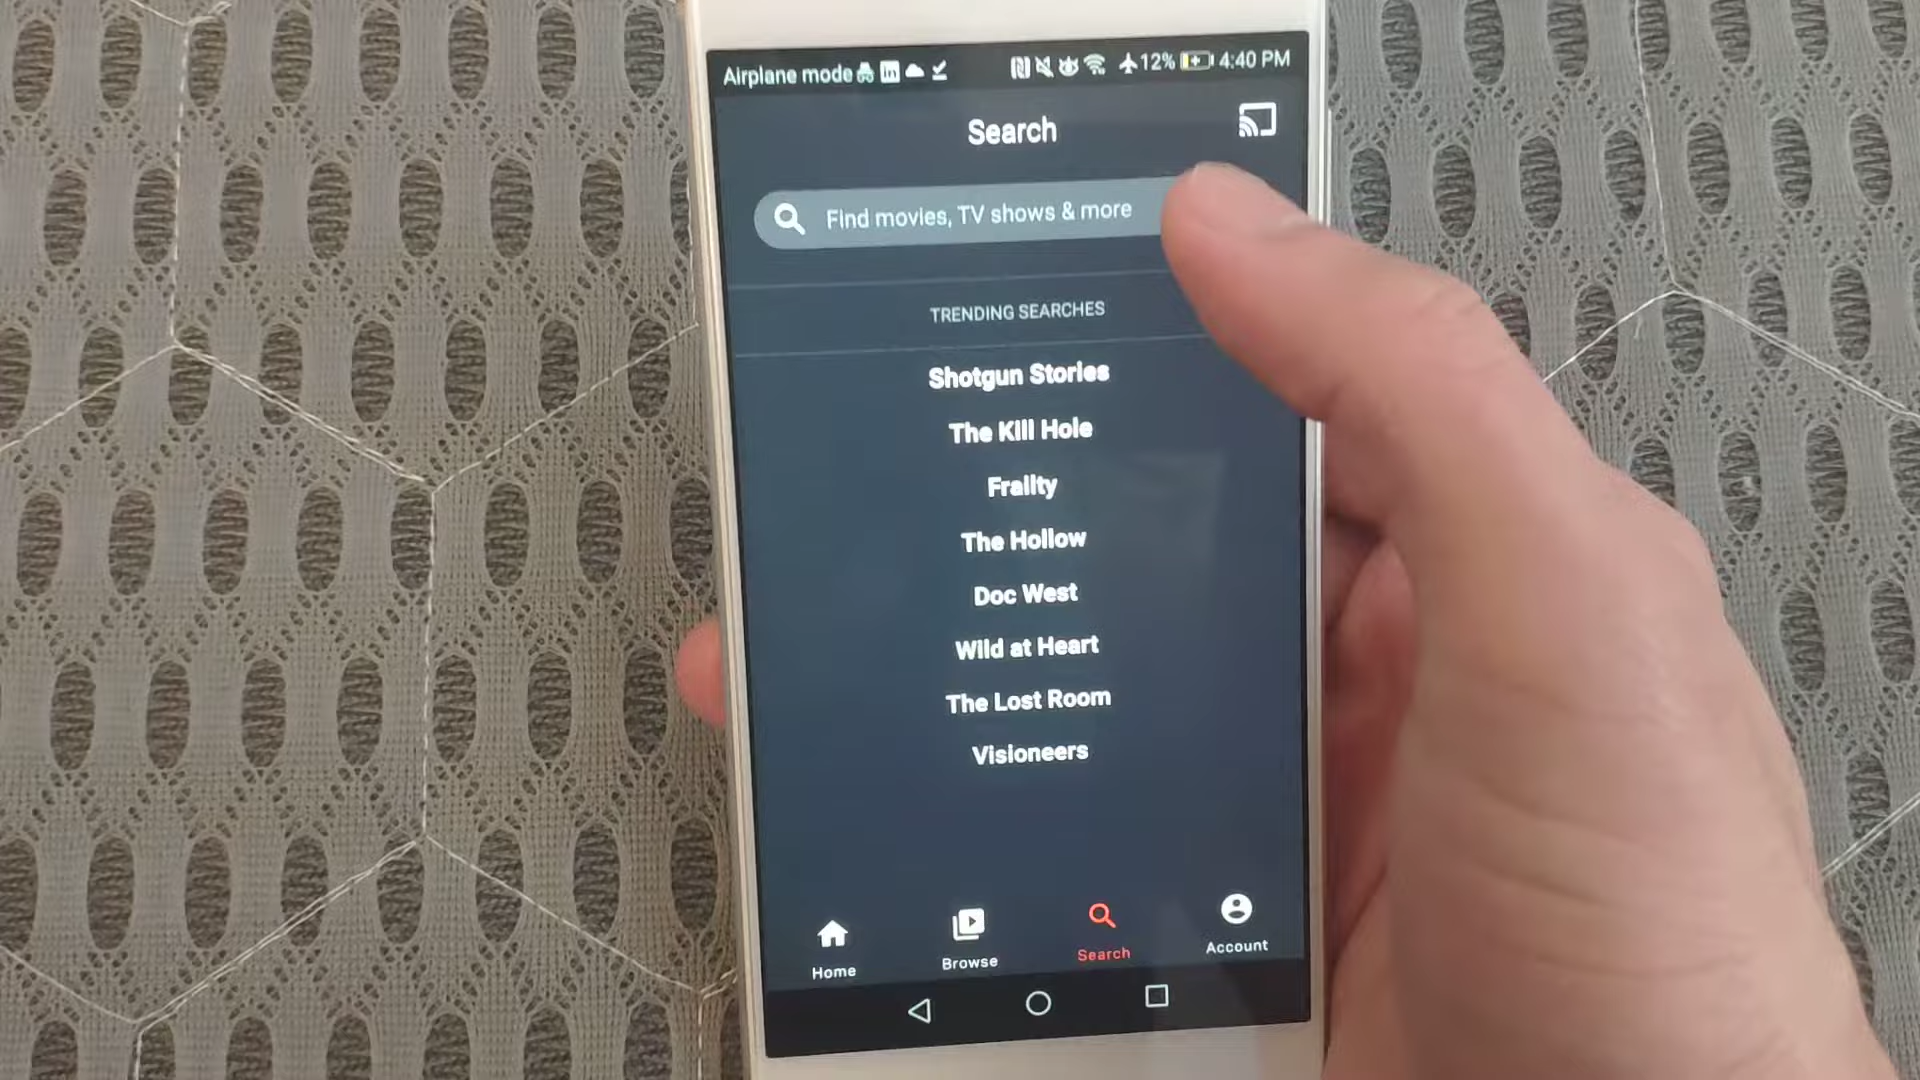 Airplane mode in 12% 4:40 PM
Search
Find movies, TV shows & more
TRENDING SEARCHES
Shotgun Stories
The Kill Hole
Frailty
The Hollow
Doc West
Wild at Heart
The Lost Room
Visioneers
Home Browse Search Account